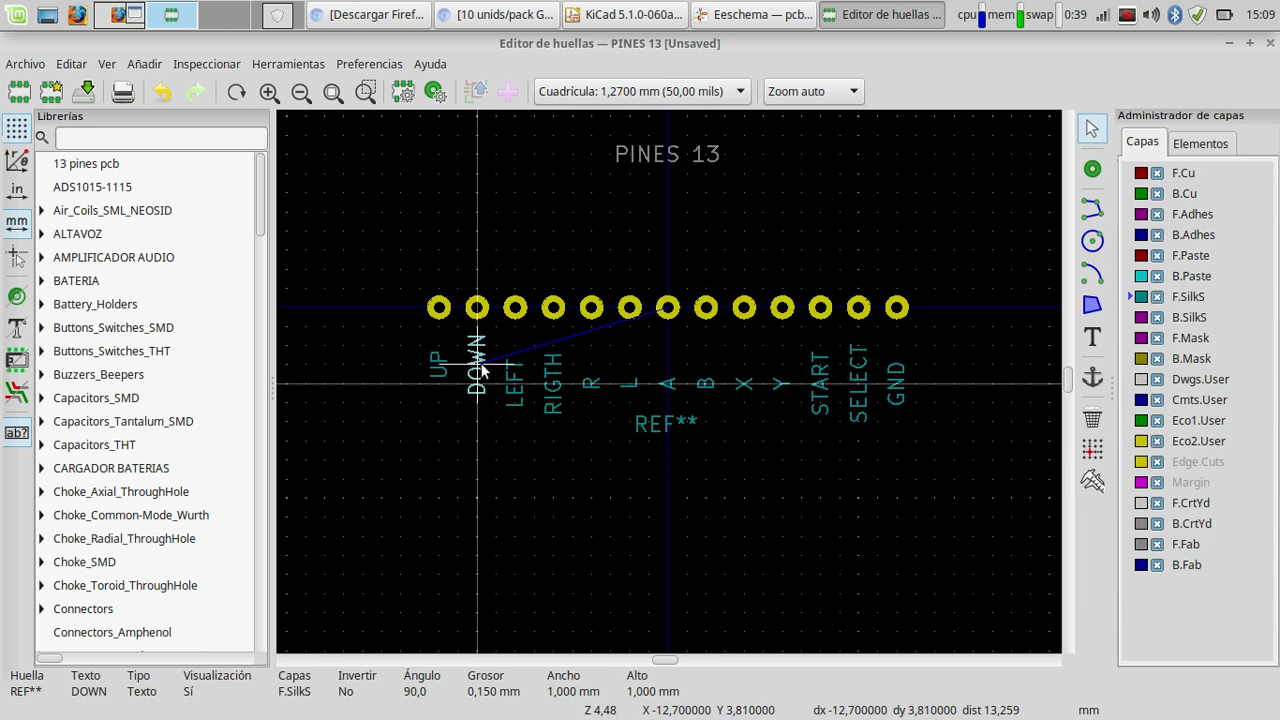 [Descargar Firef...
[10 unids/pack G...
KiCad 5.1.0-060a...
Eeschema — pcb...
Editor de huellas ...
cpu
mem
swap
0:39
15:09
Editor de huellas — PINES 13 [Unsaved]
Archivo
Editar
Ver
Añadir
Inspeccionar
Herramientas
Preferencias
Ayuda
Cuadrícula: 1,2700 mm (50,00 mils)
Zoom auto
Librerías
in
mm
ab?
13 pines pcb
ADS1015-1115
Air_Coils_SML_NEOSID
ALTAVOZ
AMPLIFICADOR AUDIO
BATERIA
Battery_Holders
Buttons_Switches_SMD
Buttons_Switches_THT
Buzzers_Beepers
Capacitors_SMD
Capacitors_Tantalum_SMD
Capacitors_THT
CARGADOR BATERIAS
Choke_Axial_ThroughHole
Choke_Common-Mode_Wurth
Choke_Radial_ThroughHole
Choke_SMD
Choke_Toroid_ThroughHole
Connectors
Connectors_Amphenol
PINES 13
UP
DOWN
LEFT
RIGTH
R
L
A
B
X
Y
START
SELECT
GND
REF**
Administrador de capas
Capas
Elementos
F.Cu
B.Cu
F.Adhes
B.Adhes
F.Paste
B.Paste
F.SilkS
B.SilkS
F.Mask
B.Mask
Dwgs.User
Cmts.User
Eco1.User
Eco2.User
Edge.Cuts
Margin
F.CrtYd
B.CrtYd
F.Fab
B.Fab
Huella
Texto
Tipo
Visualización
Capas
Invertir
Ángulo
Grosor
Ancho
Alto
REF**
DOWN
Texto
Sí
F.SilkS
No
90,0
0,150 mm
1,000 mm
1,000 mm
Z 4,48
X -12,700000 Y 3,810000
dx -12,700000 dy 3,810000 dist 13,259
mm